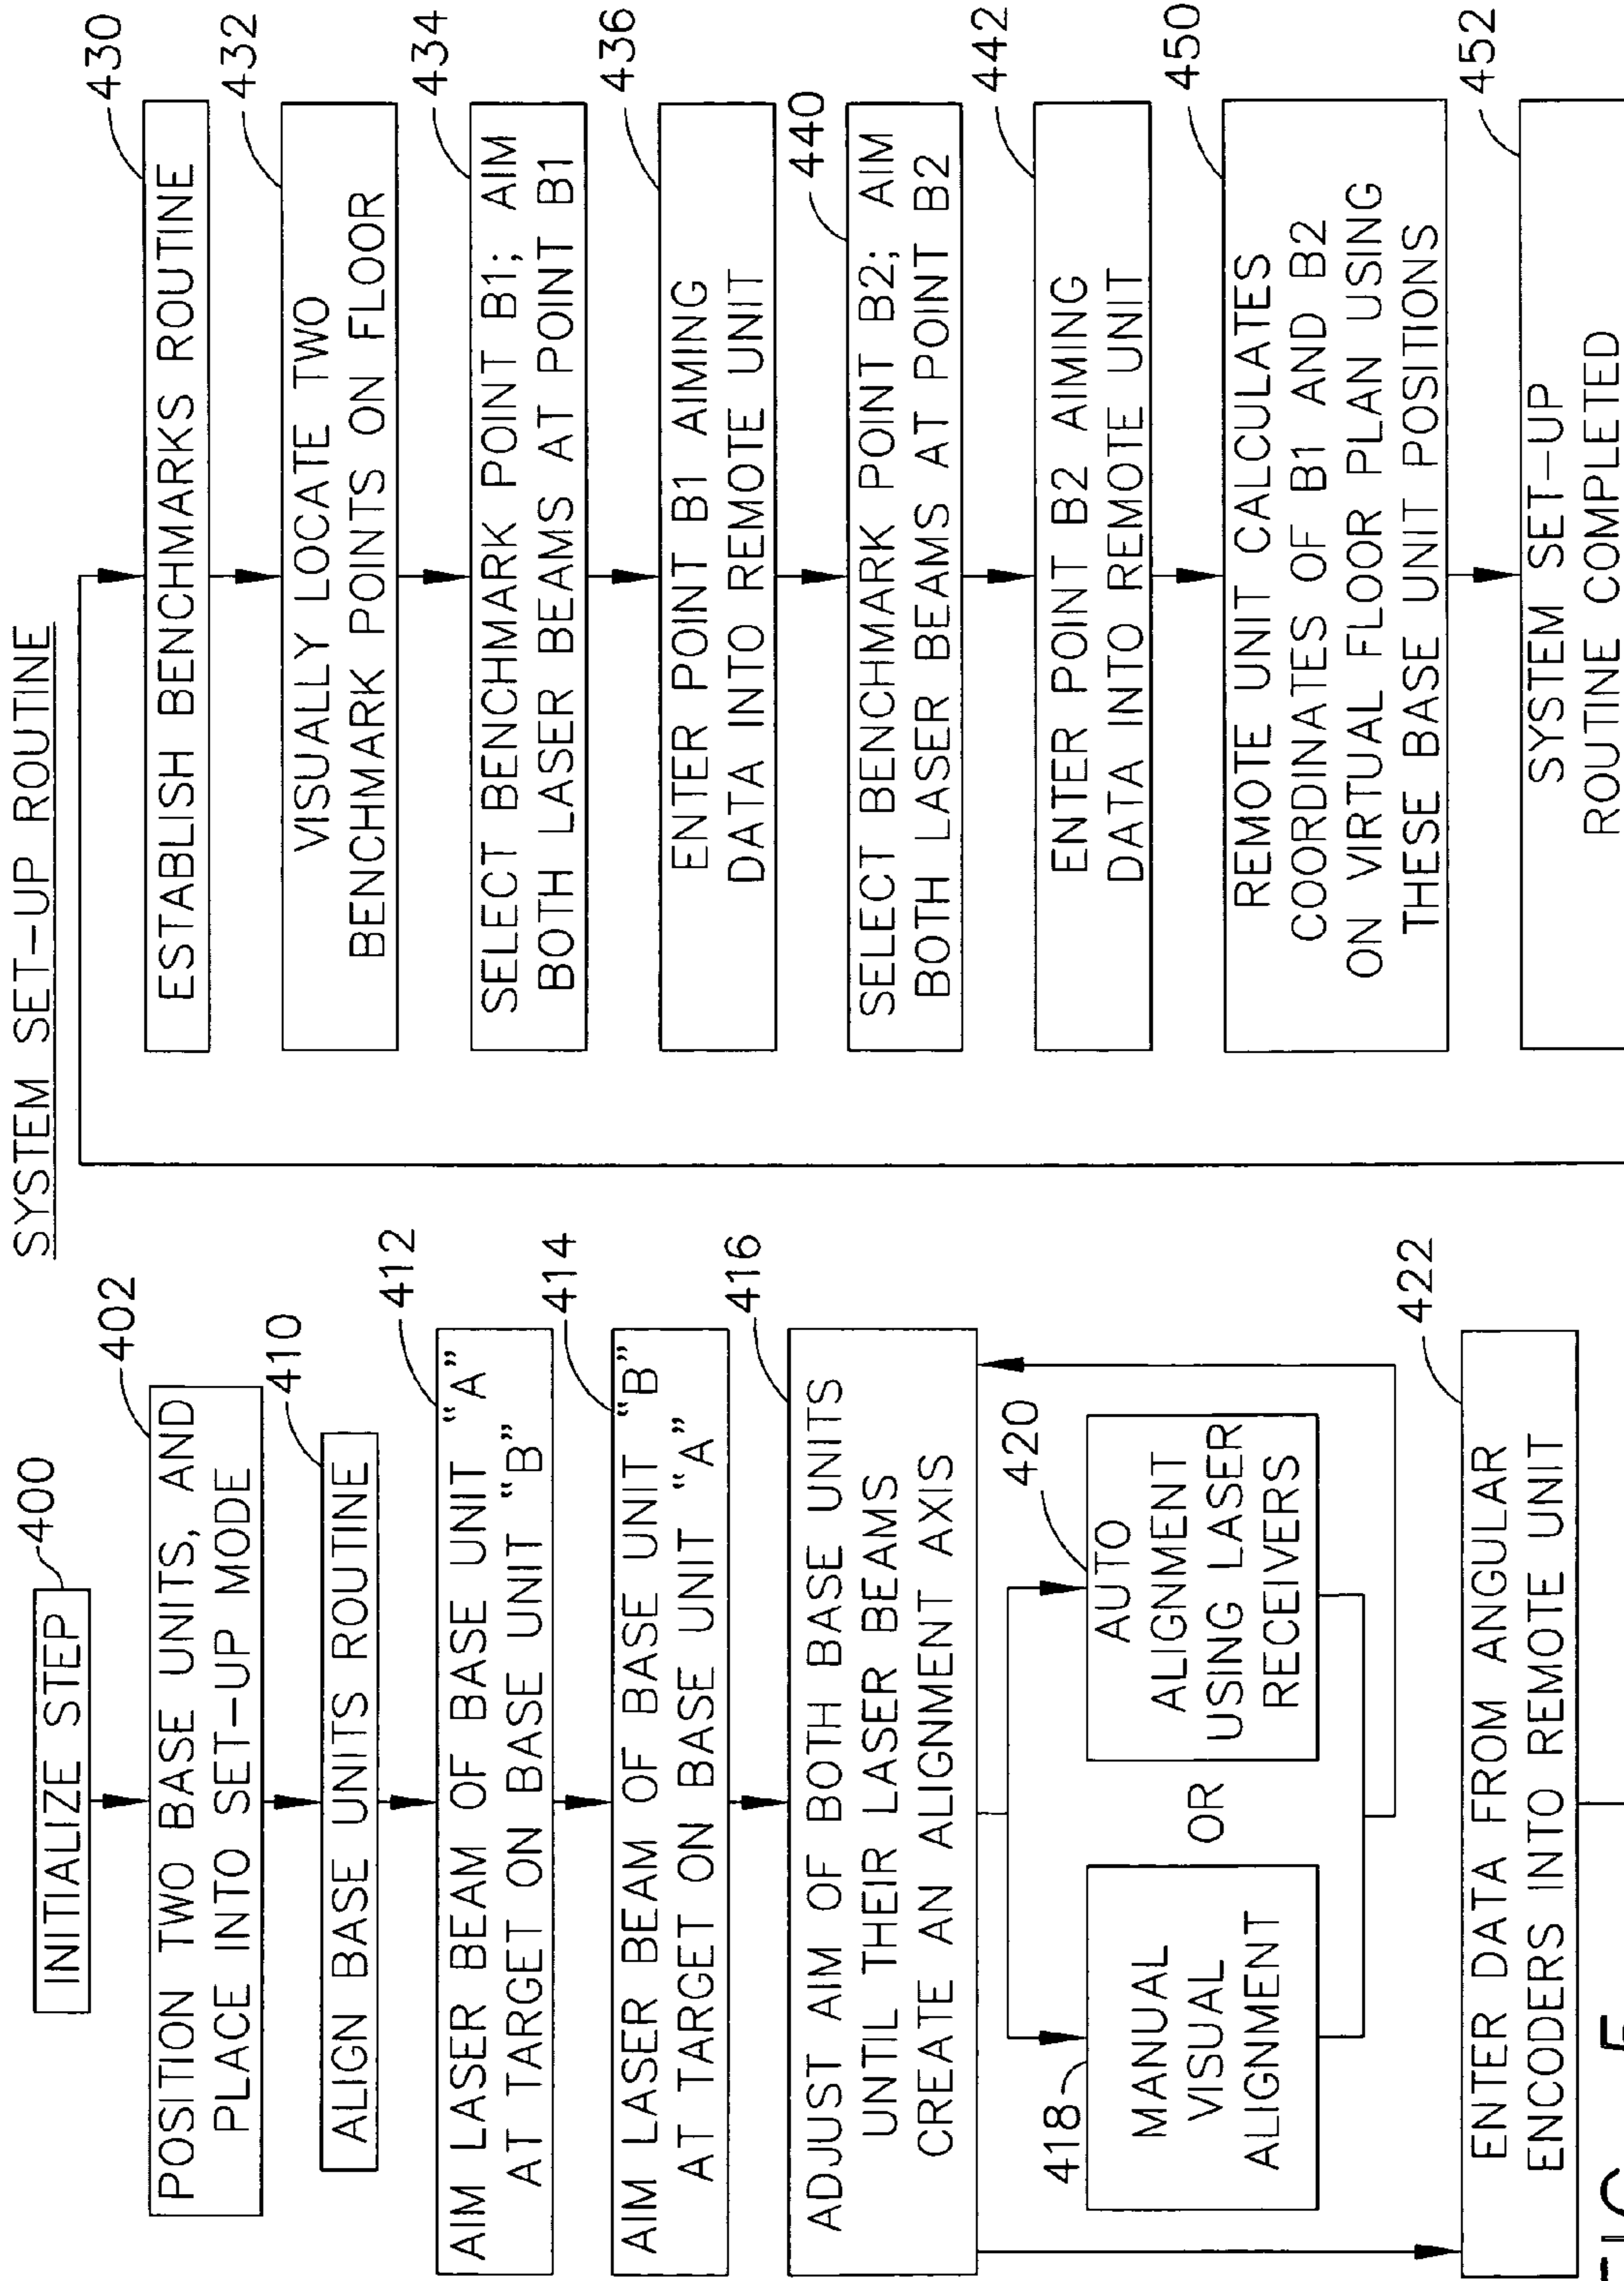 SYSTEM SET-UP ROUTINE
400
INITIALIZE STEP
402
POSITION TWO BASE UNITS, AND
PLACE INTO SET-UP MODE
410
ALIGN BASE UNITS ROUTINE
412
AIM LASER BEAM OF BASE UNIT "A"
AT TARGET ON BASE UNIT "B"
414
AIM LASER BEAM OF BASE UNIT "B"
AT TARGET ON BASE UNIT "A"
416
ADJUST AIM OF BOTH BASE UNITS
UNTIL THEIR LASER BEAMS
CREATE AN ALIGNMENT AXIS
418
MANUAL
VISUAL
ALIGNMENT
OR
420
AUTO
ALIGNMENT
USING LASER
RECEIVERS
422
ENTER DATA FROM ANGULAR
ENCODERS INTO REMOTE UNIT
430
ESTABLISH BENCHMARKS ROUTINE
432
VISUALLY LOCATE TWO
BENCHMARK POINTS ON FLOOR
434
SELECT BENCHMARK POINT B1; AIM
BOTH LASER BEAMS AT POINT B1
436
ENTER POINT B1 AIMING
DATA INTO REMOTE UNIT
440
SELECT BENCHMARK POINT B2; AIM
BOTH LASER BEAMS AT POINT B2
442
ENTER POINT B2 AIMING
DATA INTO REMOTE UNIT
450
REMOTE UNIT CALCULATES
COORDINATES OF B1 AND B2
ON VIRTUAL FLOOR PLAN USING
THESE BASE UNIT POSITIONS
452
SYSTEM SET-UP
ROUTINE COMPLETED